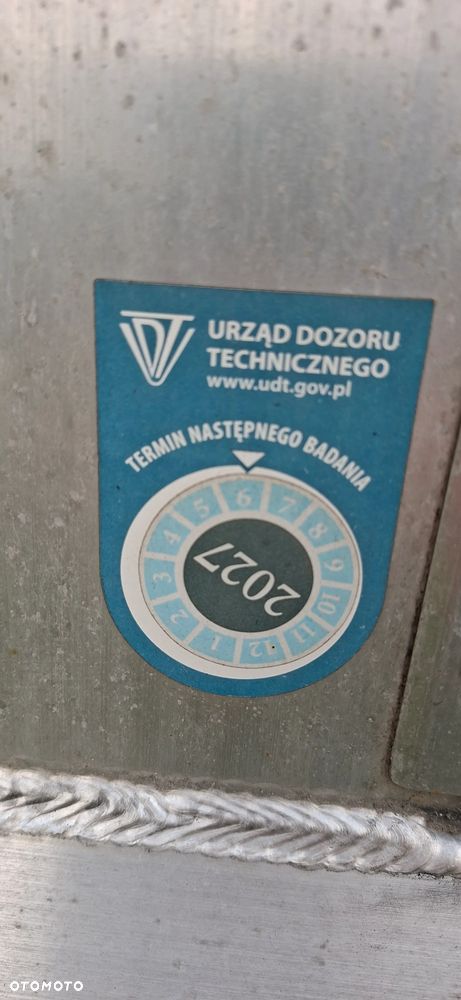 UDT
URZĄD DOZORU
TECHNICZNEGO
www.udt.gov.pl
TERMIN NASTĘPNEGO BADANIA
1 2 3 4 5 6 7 8 9 10 11 12
2027
OTOMOTO